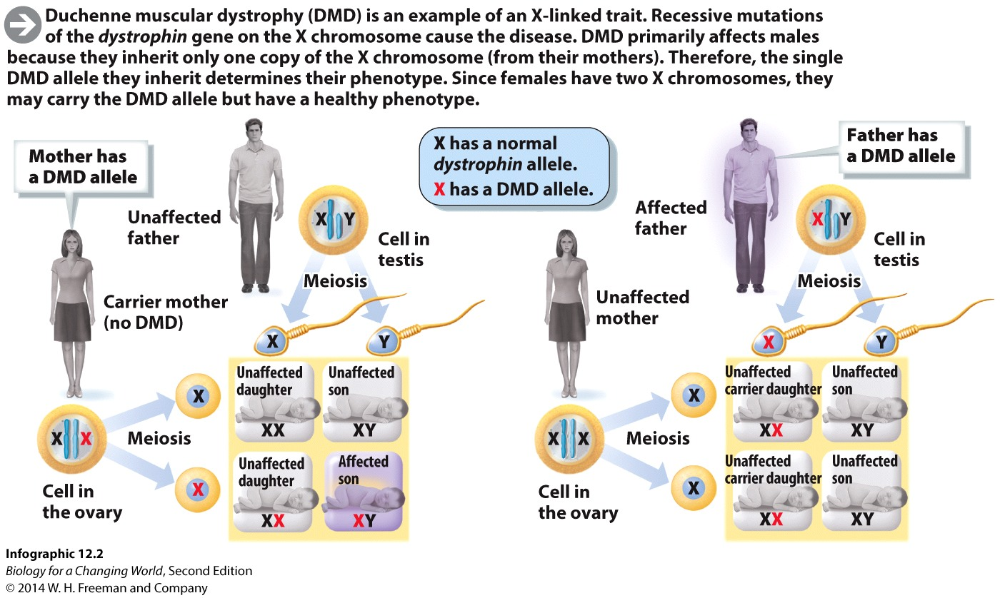 Duchenne muscular dystrophy (DMD) is an example of an X-linked trait. Recessive mutations
of the dystrophin gene on the X chromosome cause the disease. DMD primarily affects males
because they inherit only one copy of the X chromosome (from their mothers). Therefore, the single
DMD allele they inherit determines their phenotype. Since females have two X chromosomes, they
may carry the DMD allele but have a healthy phenotype.
Mother has
a DMD allele
Unaffected
father
X Y
Cell in
testis
Meiosis
Carrier mother
(no DMD)
X
Y
X X
Cell in
the ovary
Meiosis
X
X
Unaffected
daughter
XX
Unaffected
son
XY
Unaffected
daughter
XX
Affected
son
XY
X has a normal
dystrophin allele.
X has a DMD allele.
Father has
a DMD allele
Affected
father
X Y
Cell in
testis
Meiosis
Unaffected
mother
X
Y
X X
Cell in
the ovary
Meiosis
X
X
Unaffected
carrier daughter
XX
Unaffected
son
XY
Unaffected
carrier daughter
XX
Unaffected
son
XY
Infographic 12.2
Biology for a Changing World, Second Edition
© 2014 W. H. Freeman and Company